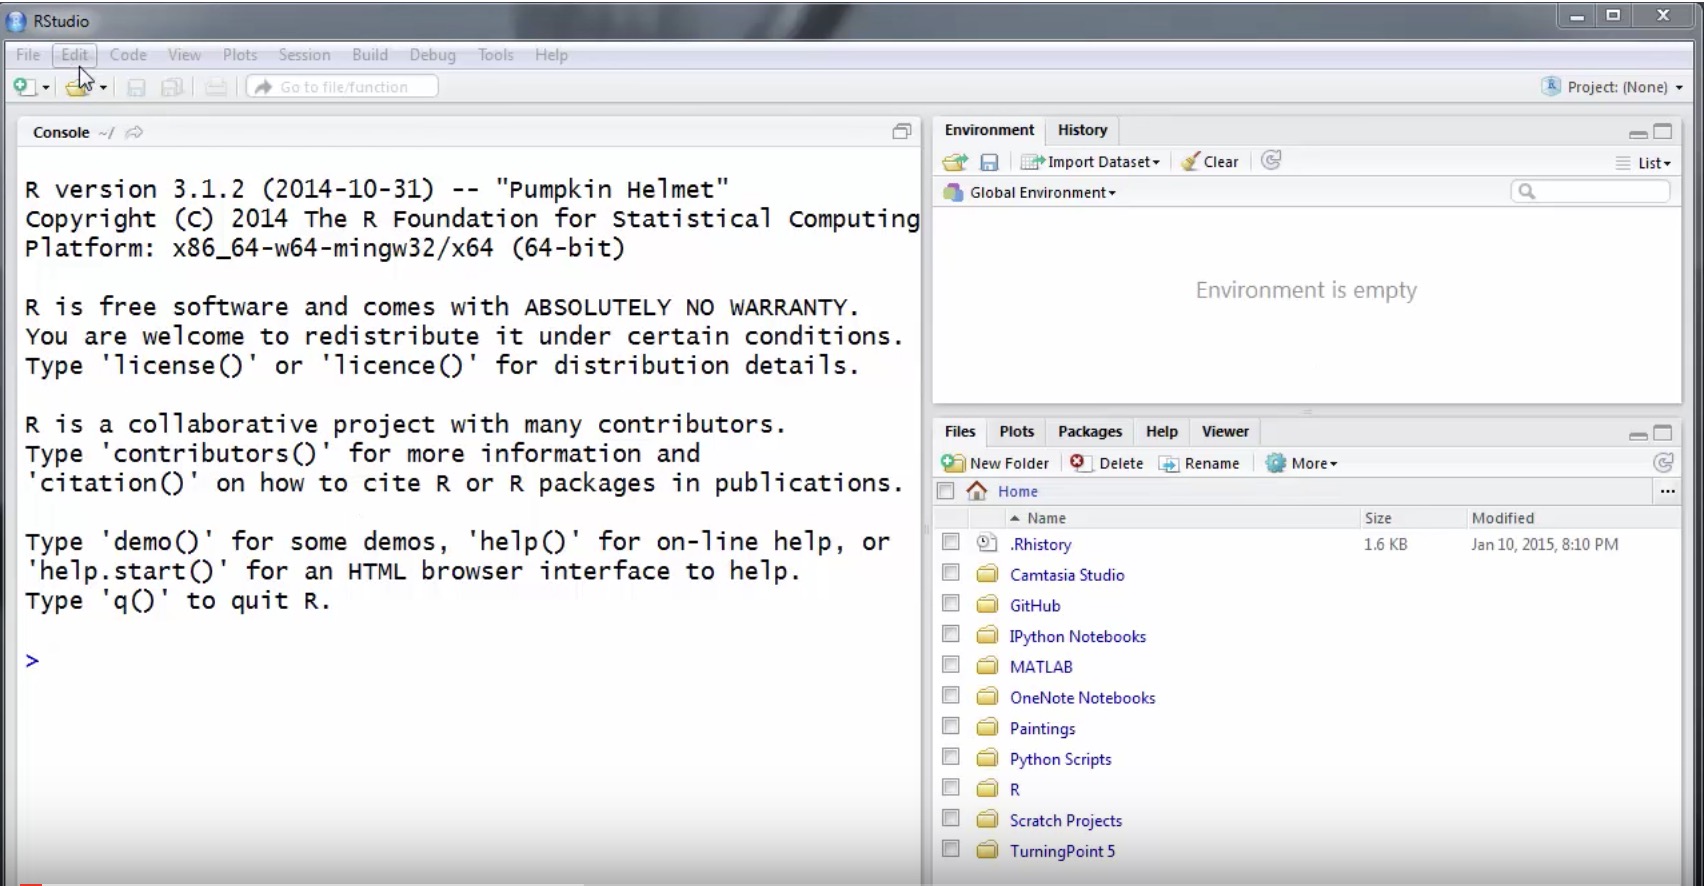 RStudio
File Edit Code View Plots Session Build Debug Tools Help
Go to file/function
Project: (None)
Console ~/
R version 3.1.2 (2014-10-31) -- "Pumpkin Helmet"
Copyright (C) 2014 The R Foundation for Statistical Computing
Platform: x86_64-w64-mingw32/x64 (64-bit)
R is free software and comes with ABSOLUTELY NO WARRANTY.
You are welcome to redistribute it under certain conditions.
Type 'license()' or 'licence()' for distribution details.
R is a collaborative project with many contributors.
Type 'contributors()' for more information and
'citation()' on how to cite R or R packages in publications.
Type 'demo()' for some demos, 'help()' for on-line help, or
'help.start()' for an HTML browser interface to help.
Type 'q()' to quit R.
>
Environment History
Import Dataset Clear List
Global Environment
Environment is empty
Files Plots Packages Help Viewer
New Folder Delete Rename More
Home ...
Name Size Modified
.Rhistory 1.6 KB Jan 10, 2015, 8:10 PM
Camtasia Studio
GitHub
IPython Notebooks
MATLAB
OneNote Notebooks
Paintings
Python Scripts
R
Scratch Projects
TurningPoint 5